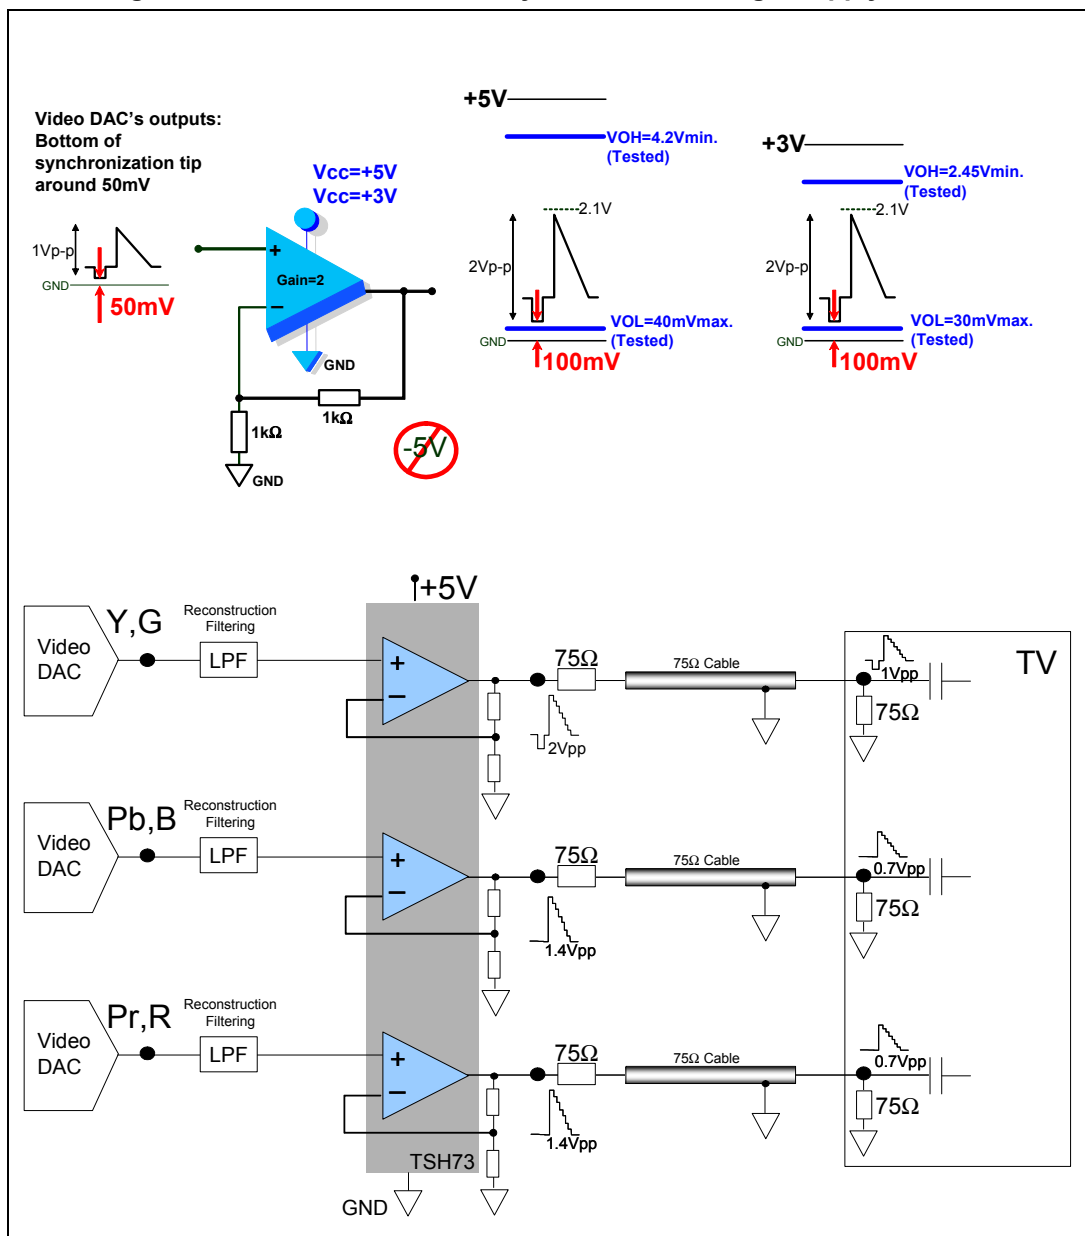 Video DAC's outputs:
Bottom of
synchronization tip
around 50mV
1Vp-p
GND
50mV
Vcc=+5V
Vcc=+3V
+
Gain=2
−
GND
1kΩ
1kΩ
GND
-5V
+5V
VOH=4.2Vmin.
(Tested)
2.1V
2Vp-p
VOL=40mVmax.
(Tested)
GND
100mV
+3V
VOH=2.45Vmin.
(Tested)
2.1V
2Vp-p
VOL=30mVmax.
(Tested)
GND
100mV
+5V
Video
DAC
Y,G
Reconstruction
Filtering
LPF
+
−
75Ω
2Vpp
75Ω Cable
1Vpp
75Ω
TV
Video
DAC
Pb,B
Reconstruction
Filtering
LPF
+
−
75Ω
1.4Vpp
75Ω Cable
0.7Vpp
75Ω
Video
DAC
Pr,R
Reconstruction
Filtering
LPF
+
−
75Ω
1.4Vpp
75Ω Cable
0.7Vpp
75Ω
TSH73
GND